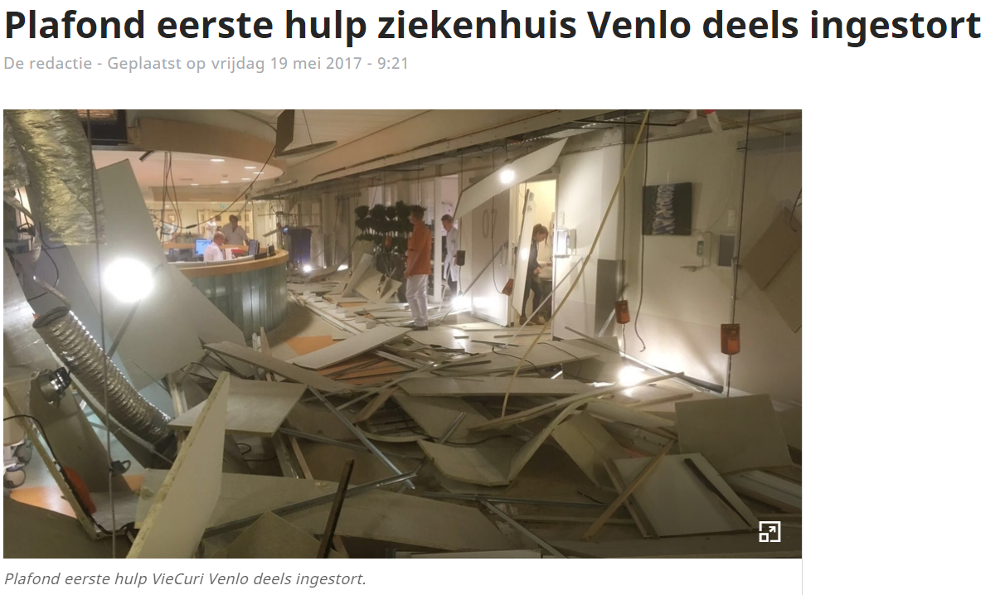 Plafond eerste hulp ziekenhuis Venlo deels ingestort
De redactie - Geplaatst op vrijdag 19 mei 2017 - 9:21
Plafond eerste hulp VieCuri Venlo deels ingestort.